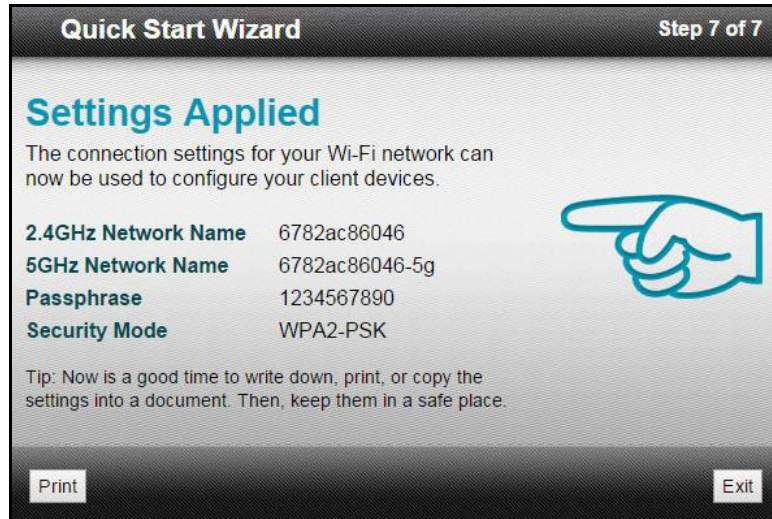 Quick Start Wizard
Step 7 of 7
Settings Applied
The connection settings for your Wi-Fi network can
now be used to configure your client devices.
2.4GHz Network Name 6782ac86046
5GHz Network Name 6782ac86046-5g
Passphrase 1234567890
Security Mode WPA2-PSK
Tip: Now is a good time to write down, print, or copy the
settings into a document. Then, keep them in a safe place.
Print
Exit